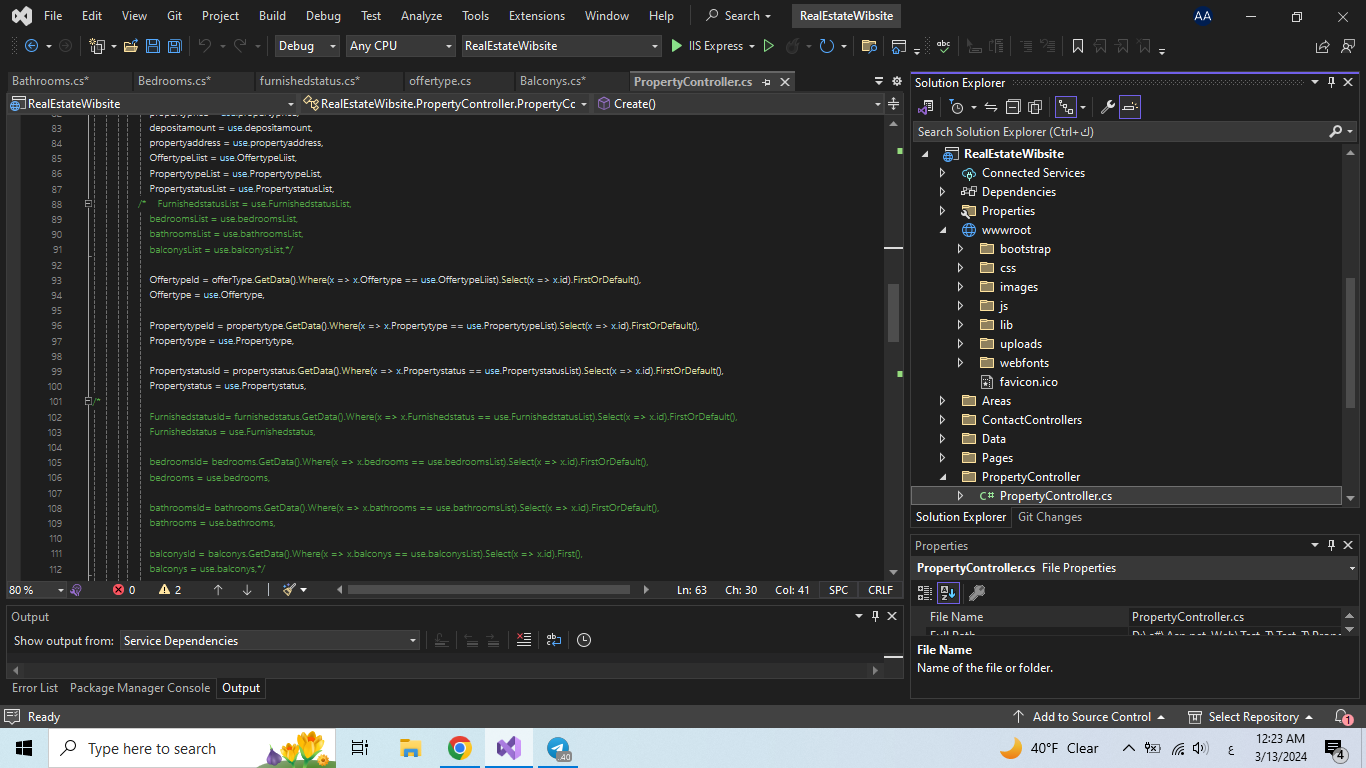 File Edit View Git Project Build Debug Test Analyze Tools Extensions Window Help Search RealEstateWibsite AA
Debug Any CPU RealEstateWibsite IIS Express
Bathrooms.cs* Bedrooms.cs* furnishedstatus.cs* offertype.cs Balconys.cs* PropertyController.cs
RealEstateWibsite RealEstateWibsite.PropertyController.PropertyCc Create()
83 depositamount = use.depositamount,
84 propertyaddress = use.propertyaddress,
85 OffertypeLiist = use.OffertypeLiist,
86 PropertytypeList = use.PropertytypeList,
87 PropertystatusList = use.PropertystatusList,
88 /* FurnishedstatusList = use.FurnishedstatusList,
89 bedroomsList = use.bedroomsList,
90 bathroomsList = use.bathroomsList,
91 balconysList = use.balconysList,*/
92
93 OffertypeId = offerType.GetData().Where(x => x.Offertype == use.OffertypeLiist).Select(x => x.id).FirstOrDefault(),
94 Offertype = use.Offertype,
95
96 PropertytypeId = propertytype.GetData().Where(x => x.Propertytype == use.PropertytypeList).Select(x => x.id).FirstOrDefault(),
97 Propertytype = use.Propertytype,
98
99 PropertystatusId = propertystatus.GetData().Where(x => x.Propertystatus == use.PropertystatusList).Select(x => x.id).FirstOrDefault(),
100 Propertystatus = use.Propertystatus,
101 /*
102 FurnishedstatusId= furnishedstatus.GetData().Where(x => x.Furnishedstatus == use.FurnishedstatusList).Select(x => x.id).FirstOrDefault(),
103 Furnishedstatus = use.Furnishedstatus,
104
105 bedroomsId= bedrooms.GetData().Where(x => x.bedrooms == use.bedroomsList).Select(x => x.id).FirstOrDefault(),
106 bedrooms = use.bedrooms,
107
108 bathroomsId= bathrooms.GetData().Where(x => x.bathrooms == use.bathroomsList).Select(x => x.id).FirstOrDefault(),
109 bathrooms = use.bathrooms,
110
111 balconysId = balconys.GetData().Where(x => x.balconys == use.balconysList).Select(x => x.id).First(),
112 balconys = use.balconys,*/
80 % 0 2 Ln: 63 Ch: 30 Col: 41 SPC CRLF
Output
Show output from: Service Dependencies
Error List Package Manager Console Output
Solution Explorer
Search Solution Explorer (Ctrl+ك)
RealEstateWibsite
Connected Services
Dependencies
Properties
wwwroot
bootstrap
css
images
js
lib
uploads
webfonts
favicon.ico
Areas
ContactControllers
Data
Pages
PropertyController
C# PropertyController.cs
Solution Explorer Git Changes
Properties
PropertyController.cs File Properties
File Name PropertyController.cs
File Name
Name of the file or folder.
Ready Add to Source Control Select Repository 1
Type here to search 40 40°F Clear ع 12:23 AM
3/13/2024 4